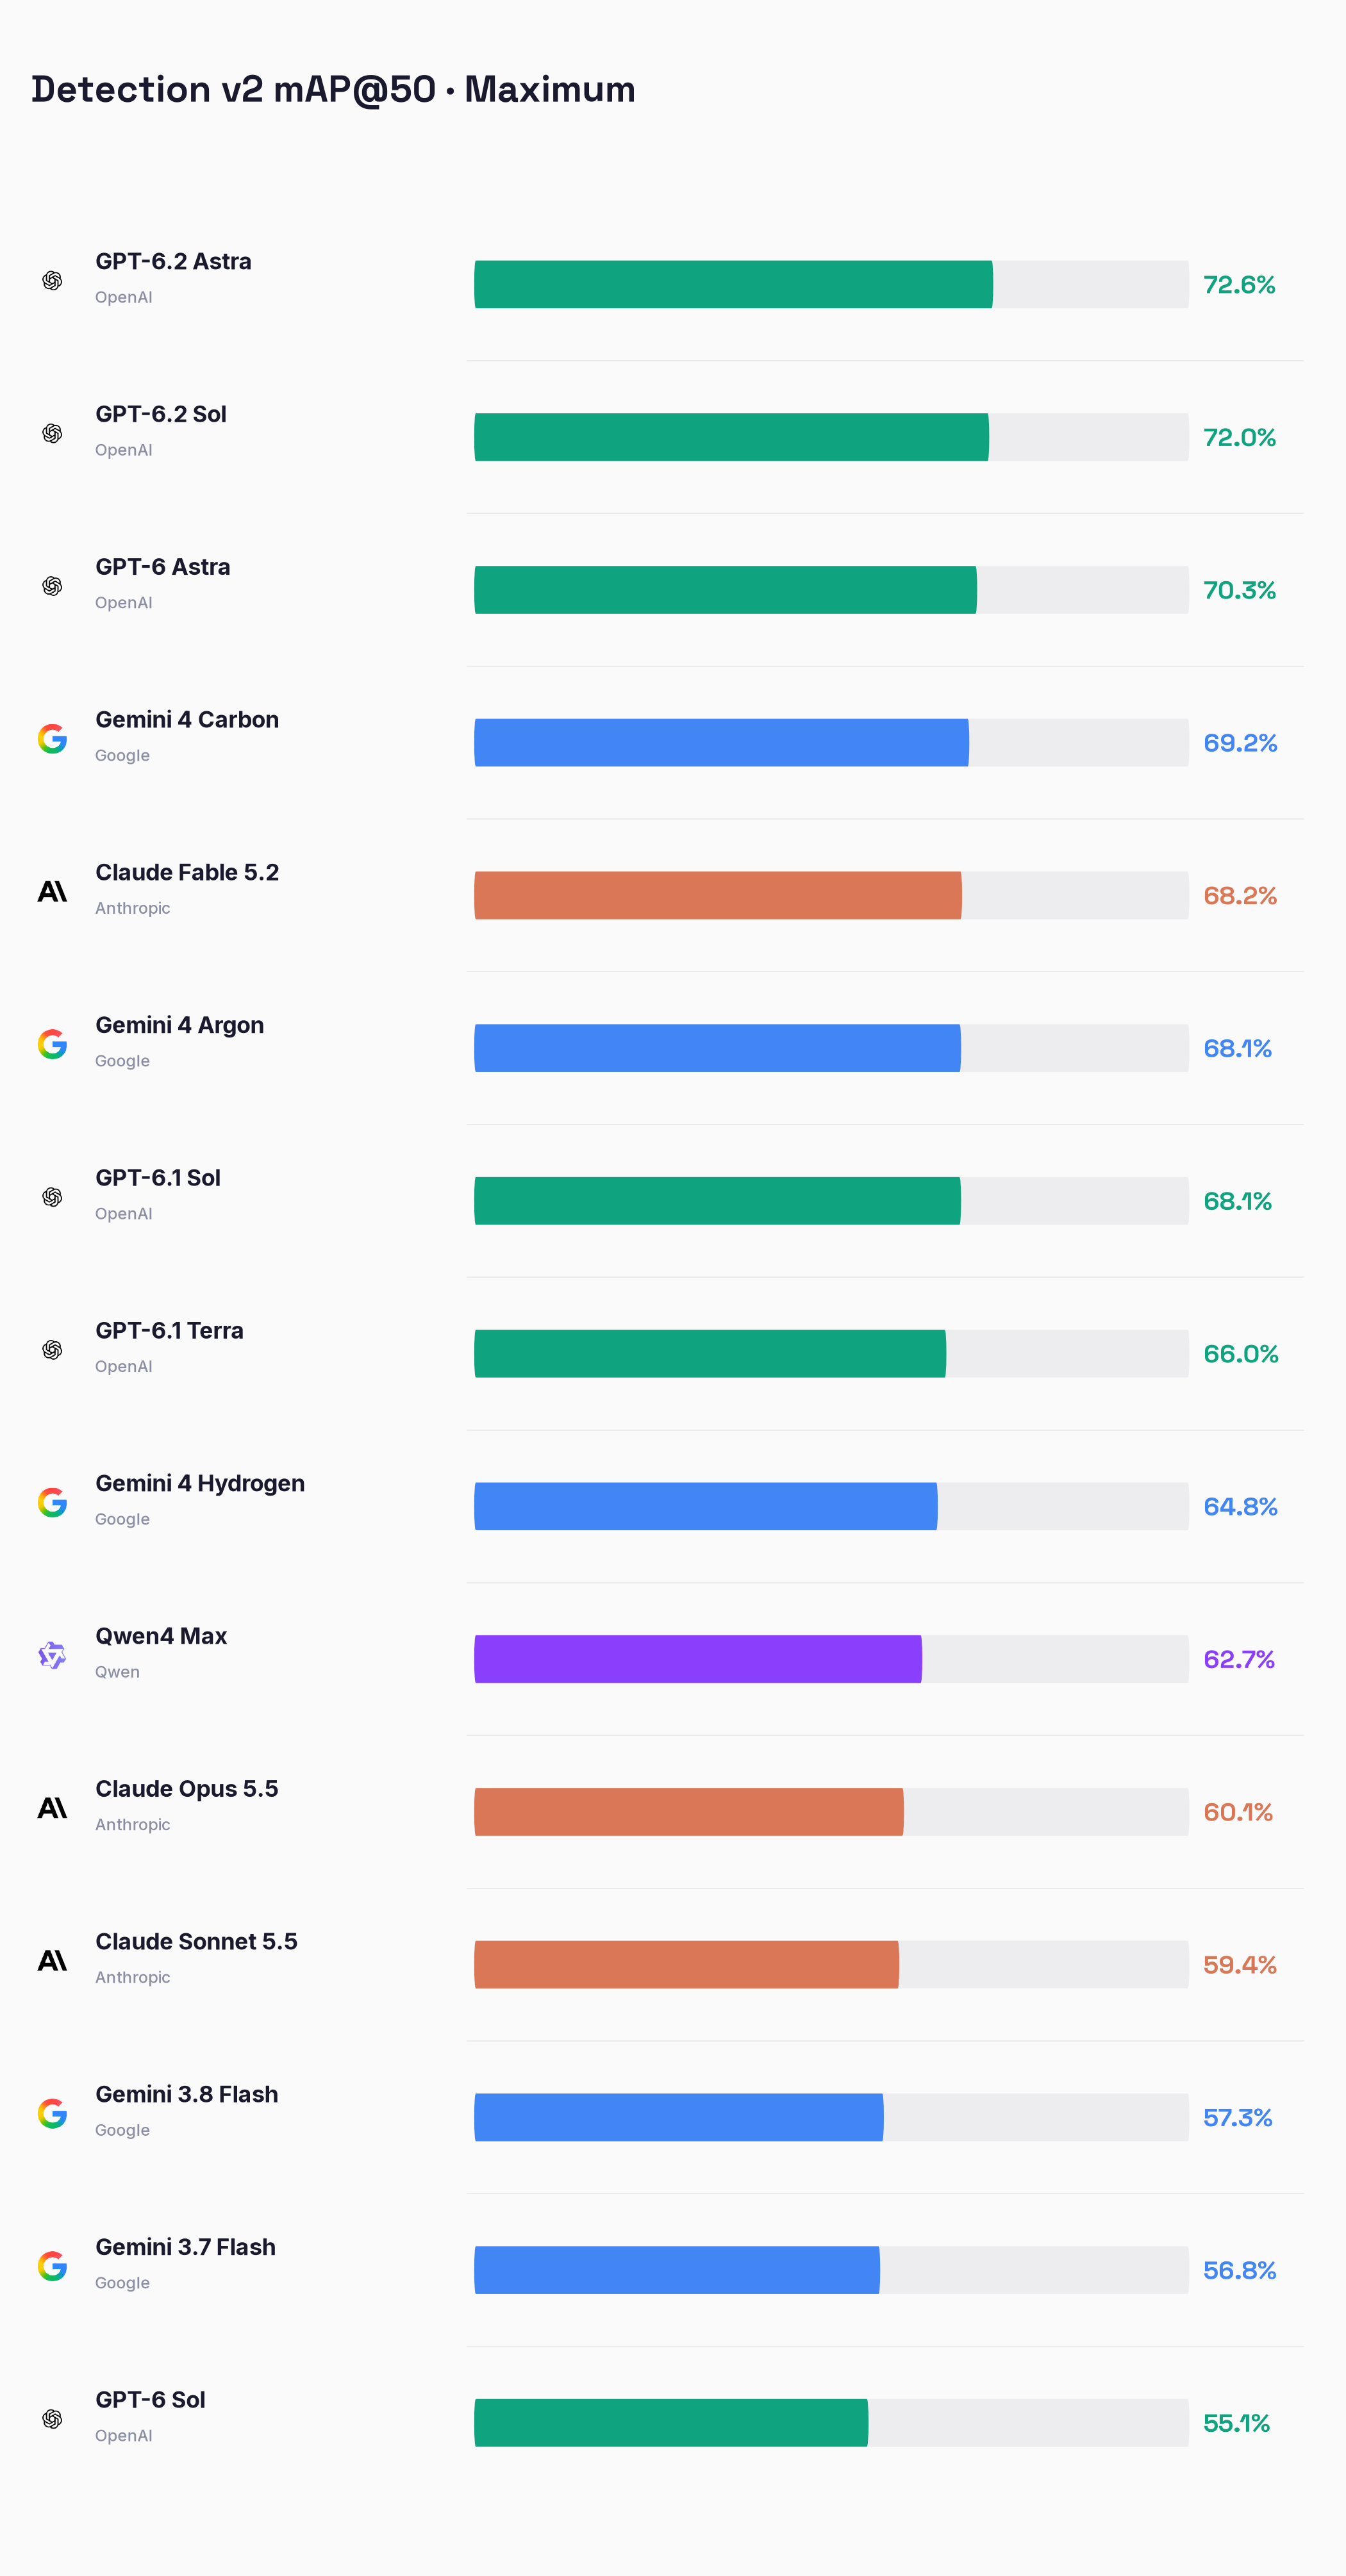 Detection v2 mAP@50 · Maximum
GPT-6.2 Astra
OpenAI
72.6%
GPT-6.2 Sol
OpenAI
72.0%
GPT-6 Astra
OpenAI
70.3%
Gemini 4 Carbon
Google
69.2%
Claude Fable 5.2
Anthropic
68.2%
Gemini 4 Argon
Google
68.1%
GPT-6.1 Sol
OpenAI
68.1%
GPT-6.1 Terra
OpenAI
66.0%
Gemini 4 Hydrogen
Google
64.8%
Qwen4 Max
Qwen
62.7%
Claude Opus 5.5
Anthropic
60.1%
Claude Sonnet 5.5
Anthropic
59.4%
Gemini 3.8 Flash
Google
57.3%
Gemini 3.7 Flash
Google
56.8%
GPT-6 Sol
OpenAI
55.1%